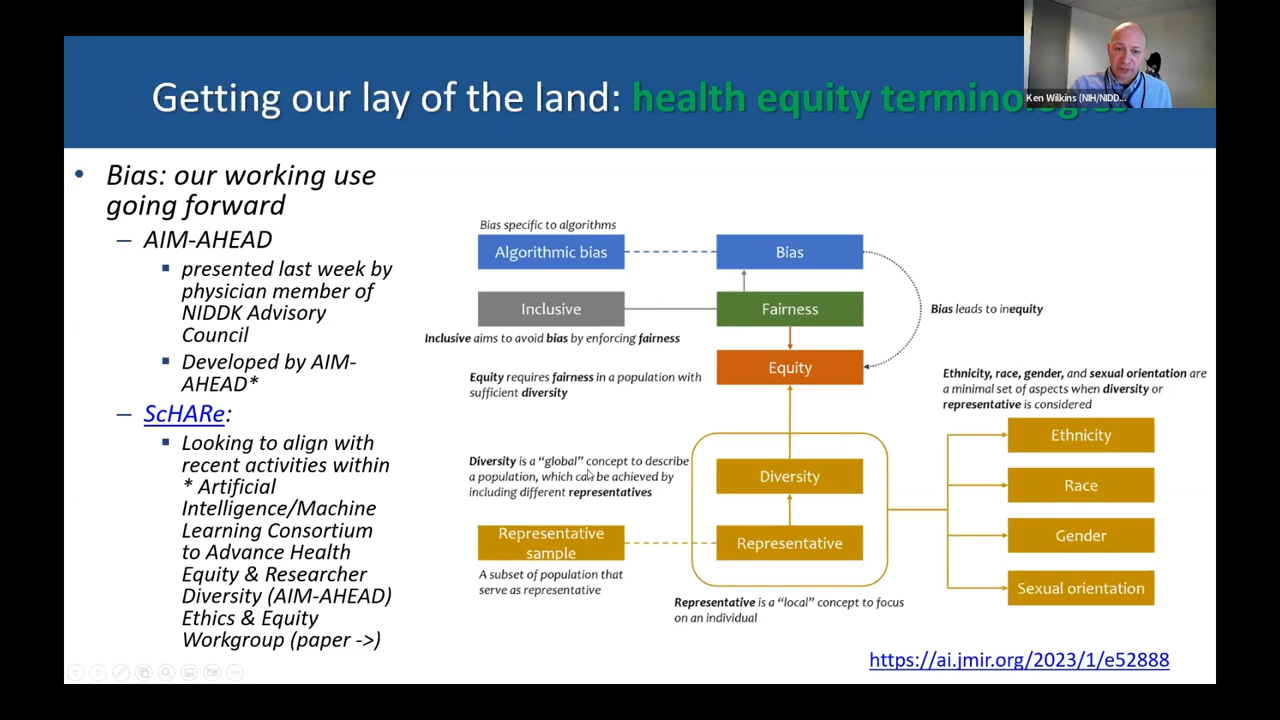 Getting our lay of the land: health equity terminologies
Ken Wilkins (NIH/NIDD...
• Bias: our working use
going forward
– AIM-AHEAD
▪ presented last week by
physician member of
NIDDK Advisory
Council
▪ Developed by AIM-
AHEAD*
– ScHARe:
▪ Looking to align with
recent activities within
* Artificial
Intelligence/Machine
Learning Consortium
to Advance Health
Equity & Researcher
Diversity (AIM-AHEAD)
Ethics & Equity
Workgroup (paper ->)
Bias specific to algorithms
Algorithmic bias
Bias
Inclusive
Fairness
Bias leads to inequity
Inclusive aims to avoid bias by enforcing fairness
Equity
Equity requires fairness in a population with
sufficient diversity
Ethnicity, race, gender, and sexual orientation are
a minimal set of aspects when diversity or
representative is considered
Diversity is a “global” concept to describe
a population, which can be achieved by
including different representatives
Diversity
Representative
sample
Representative
A subset of population that
serve as representative
Representative is a “local” concept to focus
on an individual
Ethnicity
Race
Gender
Sexual orientation
https://ai.jmir.org/2023/1/e52888